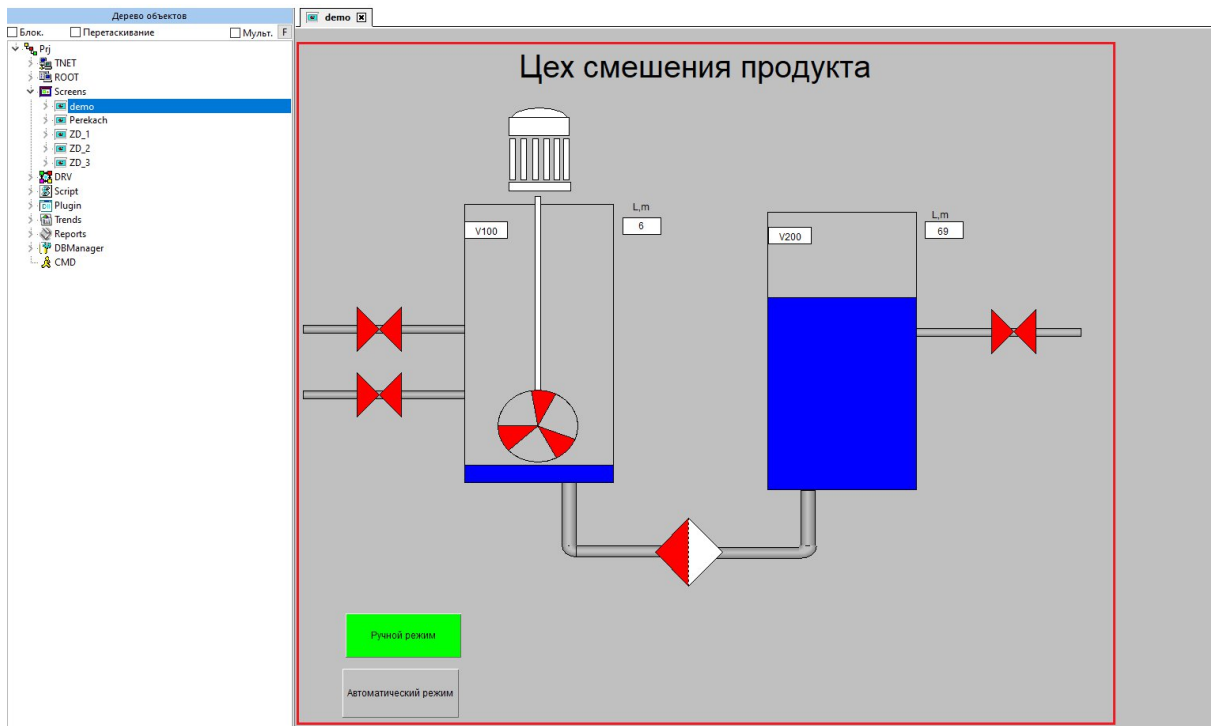 Дерево объектов
Блок. Перетаскивание Мульт. F
Prj
TNET
ROOT
Screens
demo
Perekach
ZD_1
ZD_2
ZD_3
DRV
Script
Plugin
Trends
Reports
DBManager
CMD
demo
Цех смешения продукта
L,m
6
V100
L,m
69
V200
Ручной режим
Автоматический режим